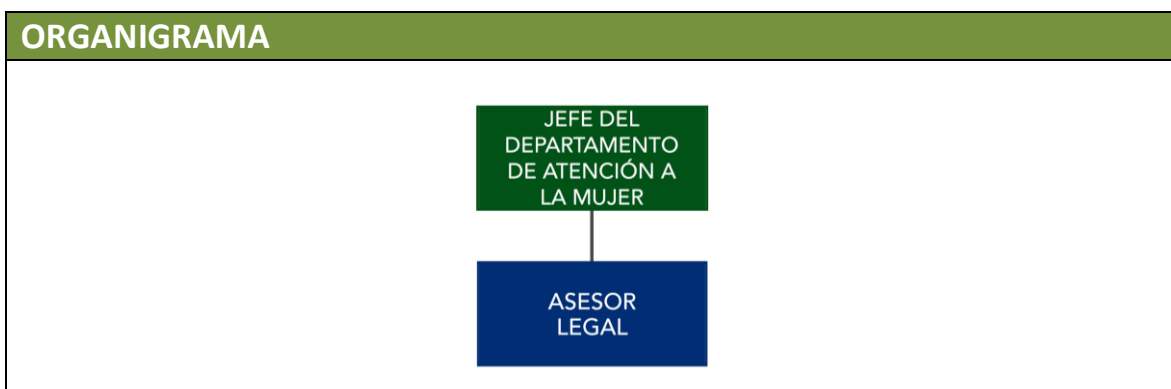 ORGANIGRAMA
JEFE DEL
DEPARTAMENTO
DE ATENCIÓN A
LA MUJER
ASESOR
LEGAL